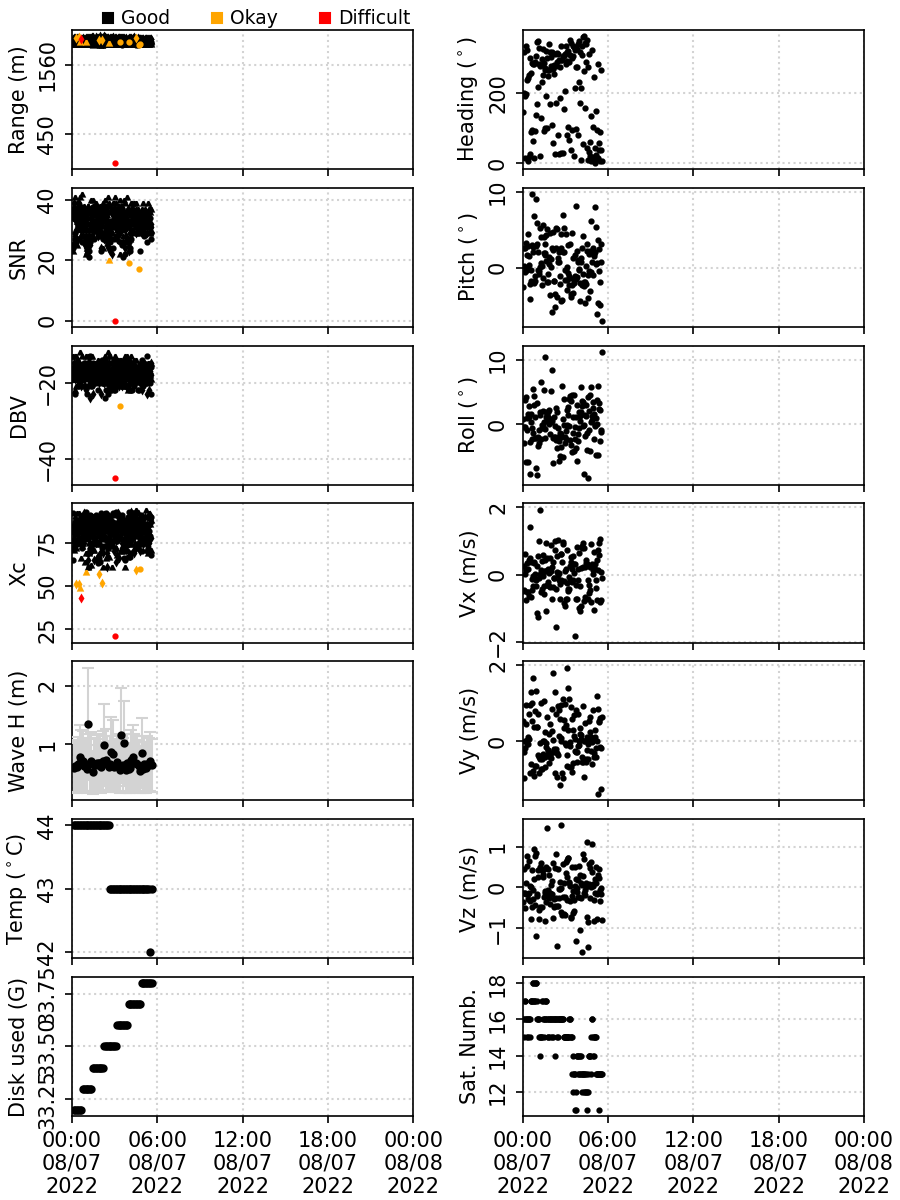 Good Okay Difficult
Range (m)
1560
450
Heading (°)
200
0
SNR
40
20
0
Pitch (°)
10
0
DBV
−20
−40
Roll (°)
10
0
Xc
75
50
25
Vx (m/s)
2
0
−2
Wave H (m)
2
1
Vy (m/s)
2
0
Temp (°C)
44
43
42
Vz (m/s)
1
0
−1
Disk used (G)
33.75
33.50
33.25
Sat. Numb.
18
16
14
12
00:00 06:00 12:00 18:00 00:00
08/07 08/07 08/07 08/07 08/08
2022 2022 2022 2022 2022
00:00 06:00 12:00 18:00 00:00
08/07 08/07 08/07 08/07 08/08
2022 2022 2022 2022 2022